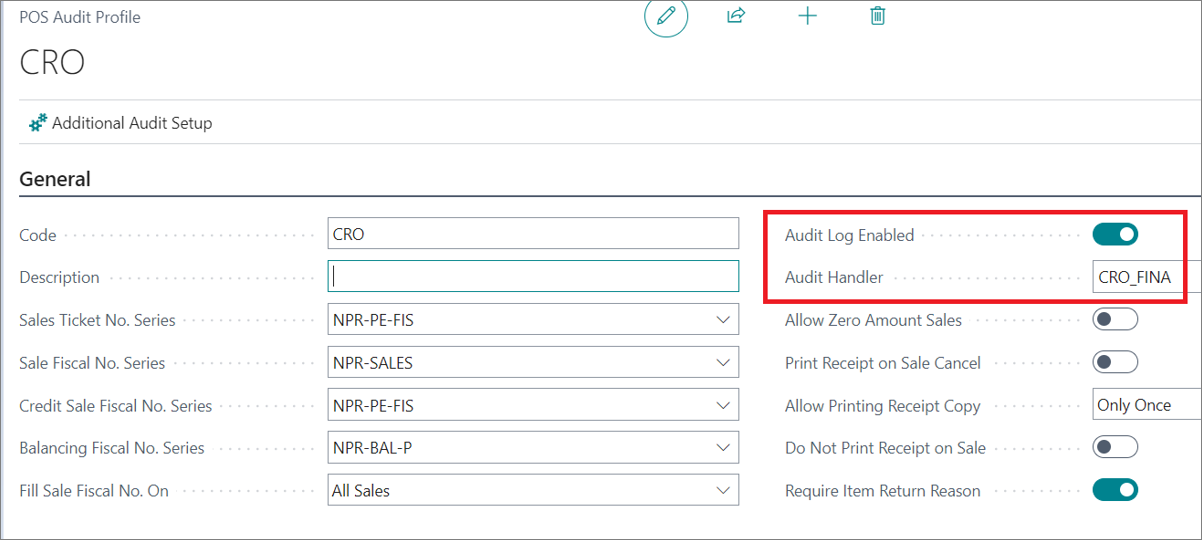 POS Audit Profile
CRO
Additional Audit Setup
General
Code CRO
Description
Sales Ticket No. Series NPR-PE-FIS
Sale Fiscal No. Series NPR-SALES
Credit Sale Fiscal No. Series NPR-PE-FIS
Balancing Fiscal No. Series NPR-BAL-P
Fill Sale Fiscal No. On All Sales
Audit Log Enabled
Audit Handler CRO_FINA
Allow Zero Amount Sales
Print Receipt on Sale Cancel
Allow Printing Receipt Copy Only Once
Do Not Print Receipt on Sale
Require Item Return Reason